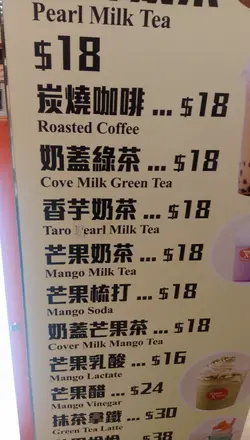 Pearl Milk Tea
$18
炭燒咖啡 ... $18
Roasted Coffee
奶蓋綠茶 ... $18
Cove Milk Green Tea
香芋奶茶 ... $18
Taro Pearl Milk Tea
芒果奶茶 ... $18
Mango Milk Tea
芒果梳打 ... $18
Mango Soda
奶蓋芒果茶 ... $18
Cover Milk Mango Tea
芒果乳酸 ... $16
Mango Lactate
芒果醋 ... $24
Mango Vinegar
抹茶拿鐵 ... $30
Green Tea Latte
$38